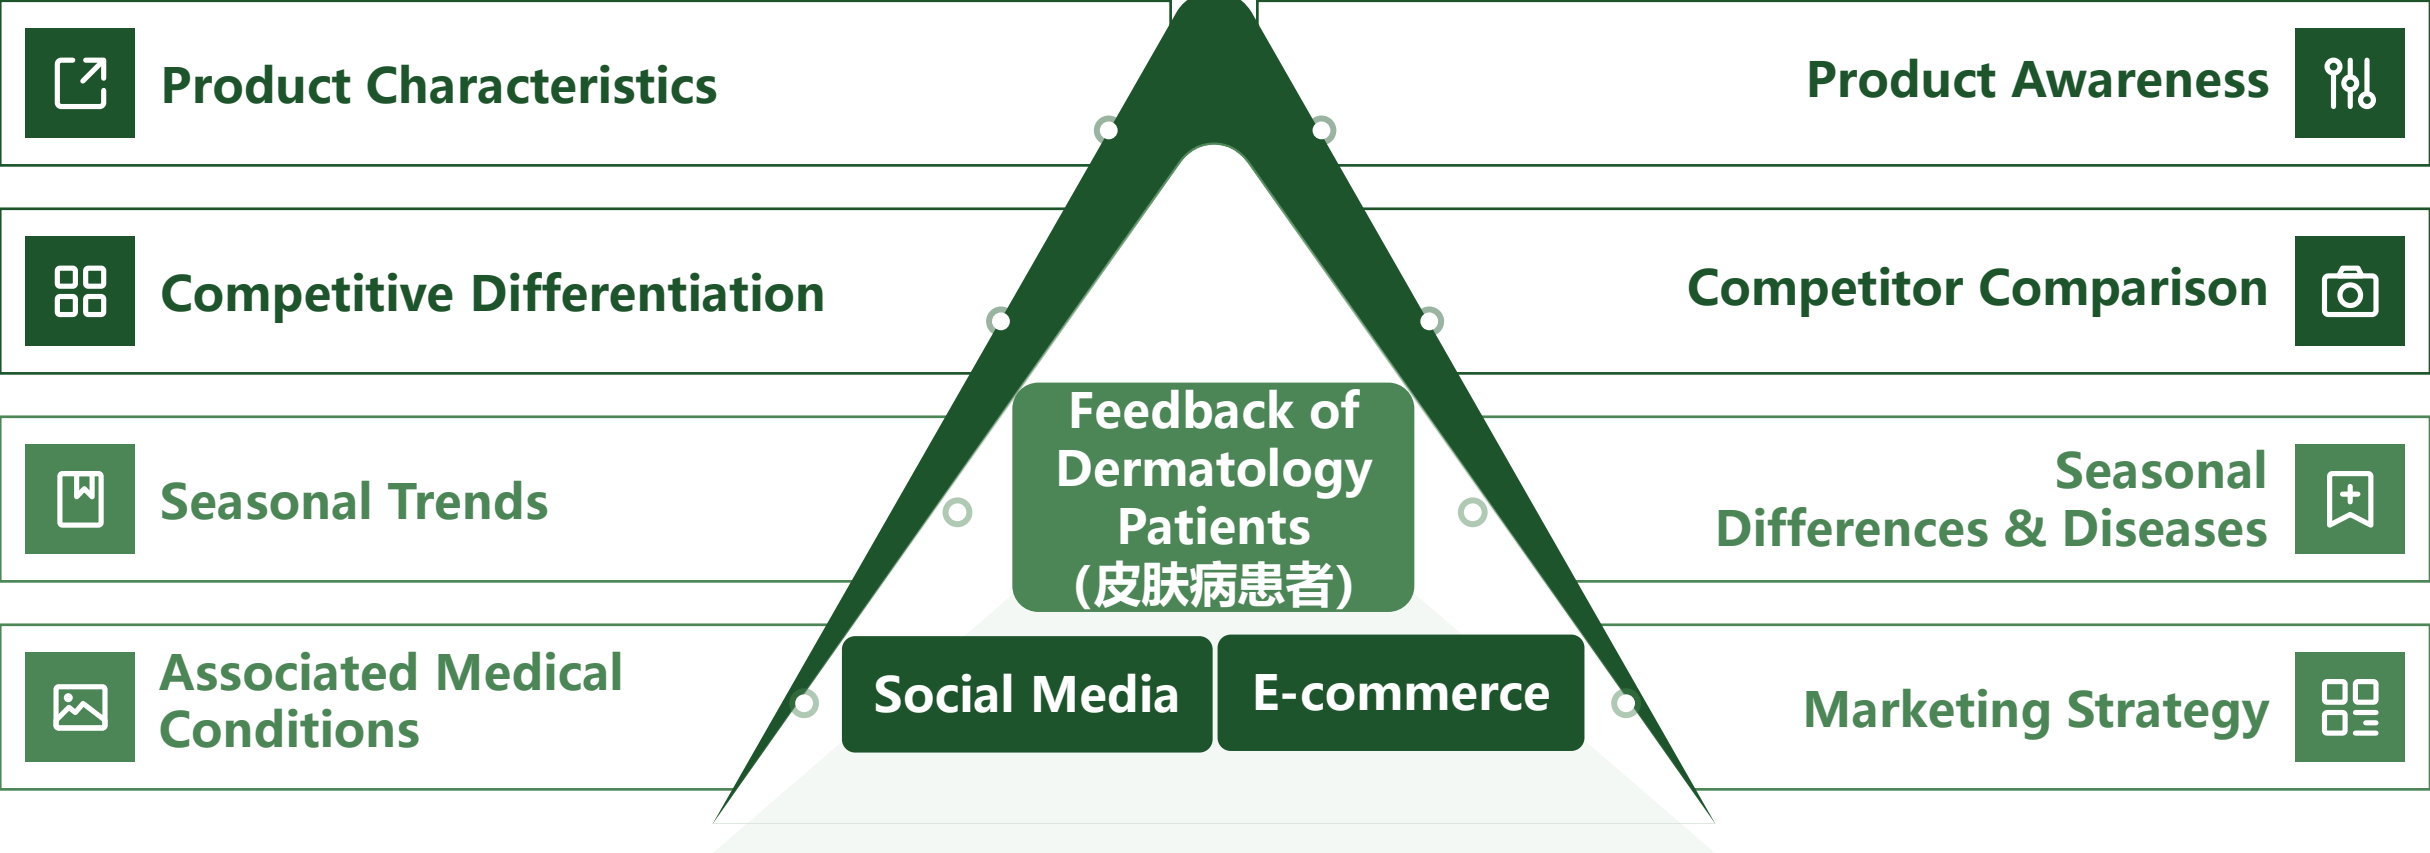 Product Characteristics
Competitive Differentiation
Seasonal Trends
Associated Medical
Conditions
Feedback of
Dermatology
Patients
(皮肤病患者)
Social Media
E-commerce
Product Awareness
Competitor Comparison
Seasonal
Differences & Diseases
Marketing Strategy